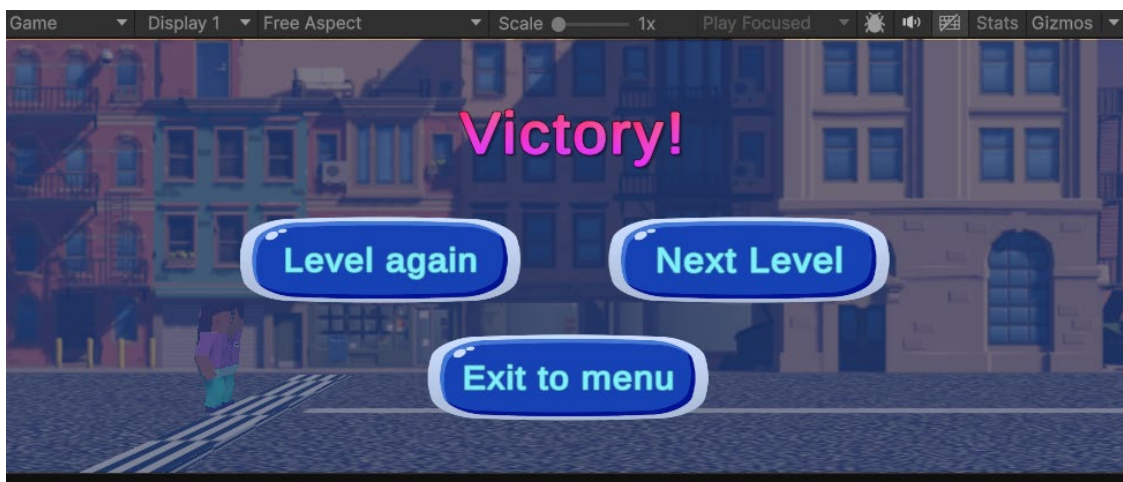 Game Display 1 Free Aspect Scale 1x Play Focused Stats Gizmos
Victory!
Level again Next Level
Exit to menu